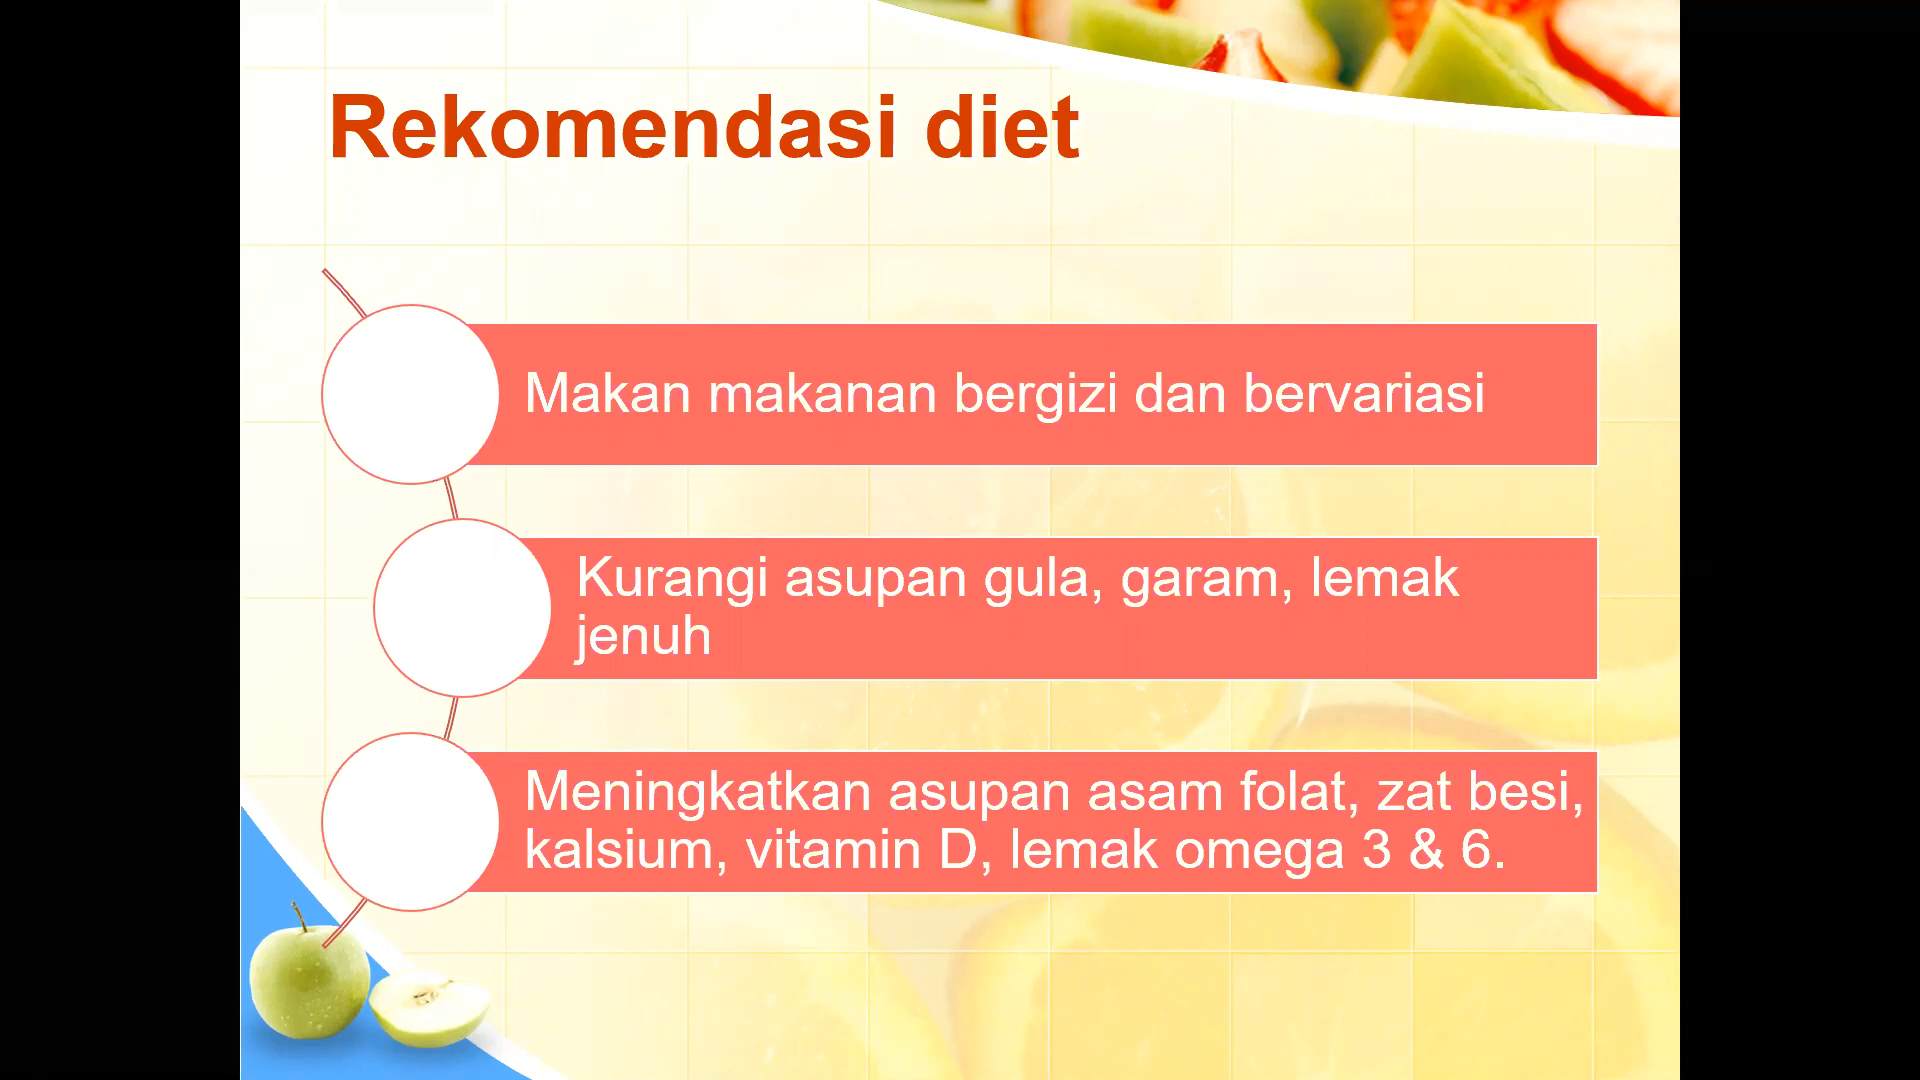 Rekomendasi diet
Makan makanan bergizi dan bervariasi
Kurangi asupan gula, garam, lemak
jenuh
Meningkatkan asupan asam folat, zat besi,
kalsium, vitamin D, lemak omega 3 & 6.